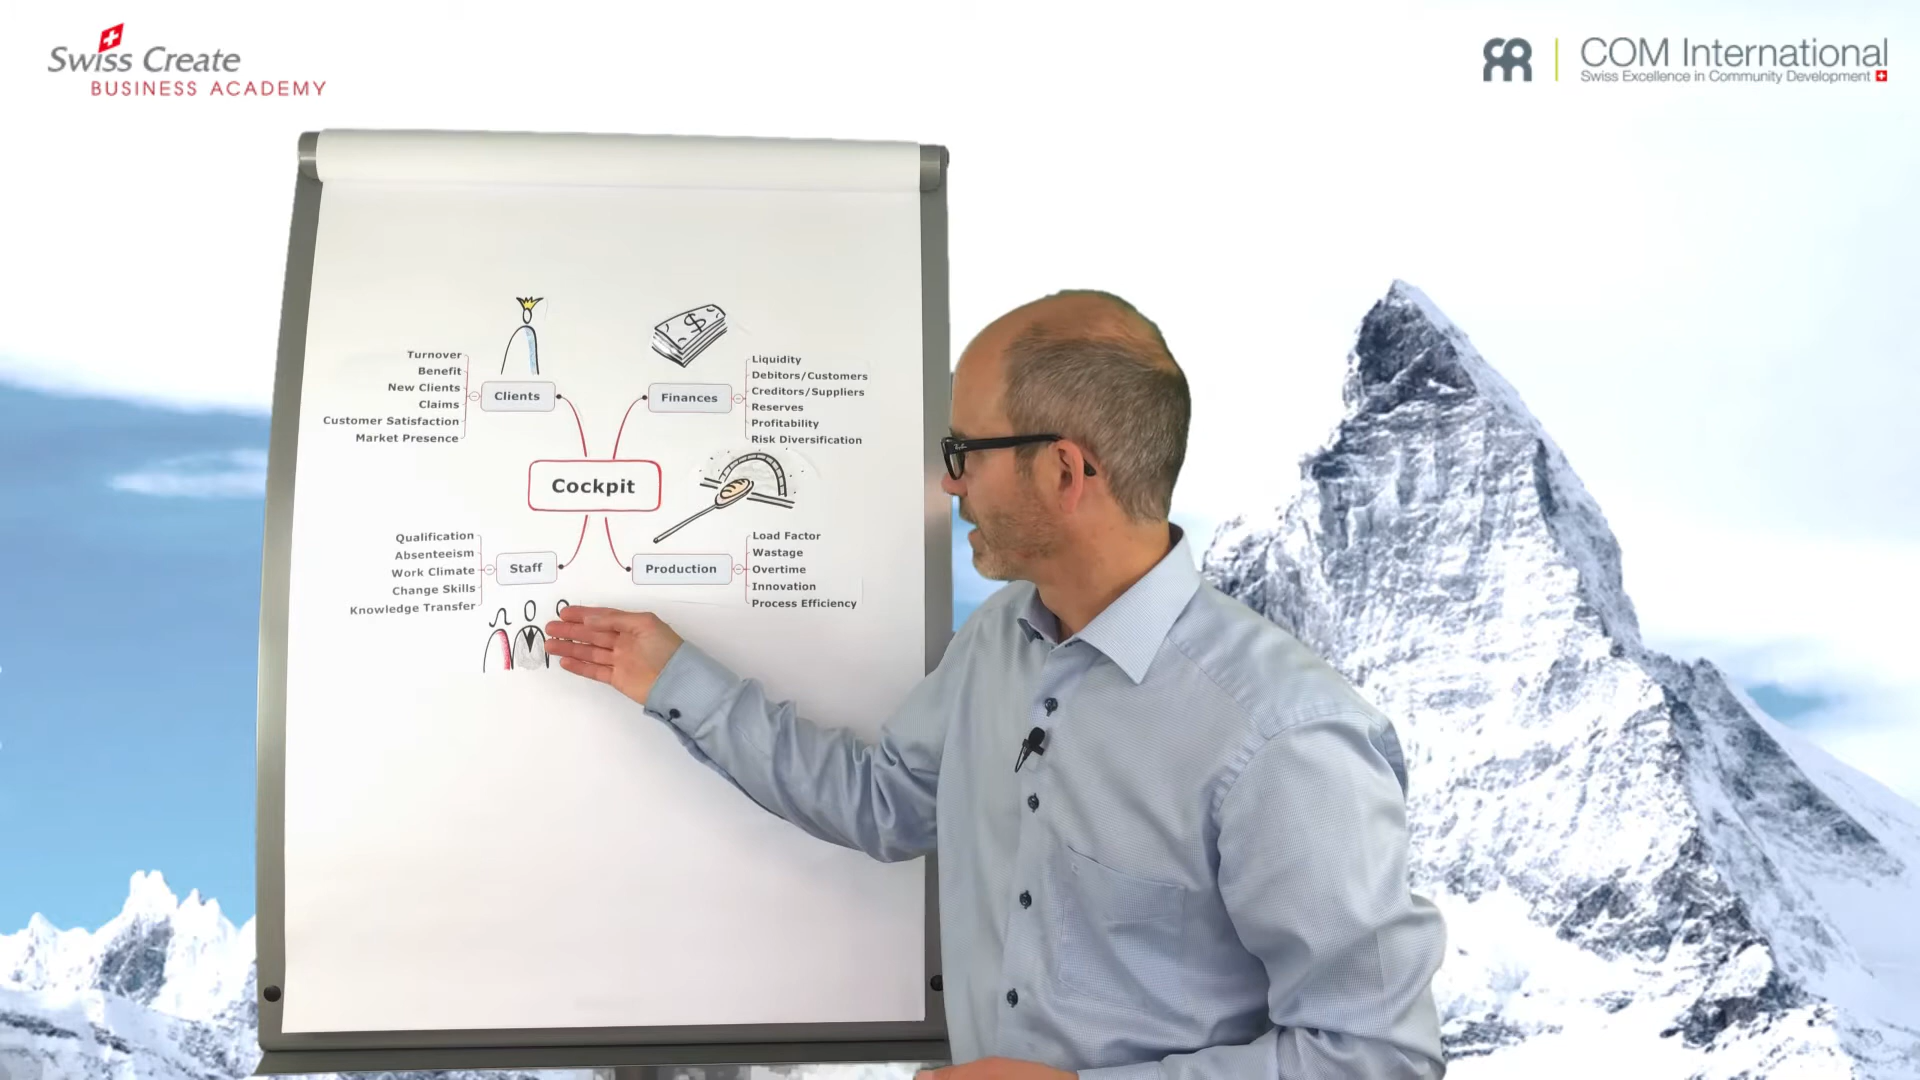 Swiss Create
BUSINESS ACADEMY
COM International
Swiss Excellence in Community Development
Turnover
Benefit
New Clients
Claims
Customer Satisfaction
Market Presence
Clients
Finances
Liquidity
Debitors/Customers
Creditors/Suppliers
Reserves
Profitability
Risk Diversification
$
Cockpit
Qualification
Absenteeism
Work Climate
Change Skills
Knowledge Transfer
Staff
Production
Load Factor
Wastage
Overtime
Innovation
Process Efficiency
Ray-Ban